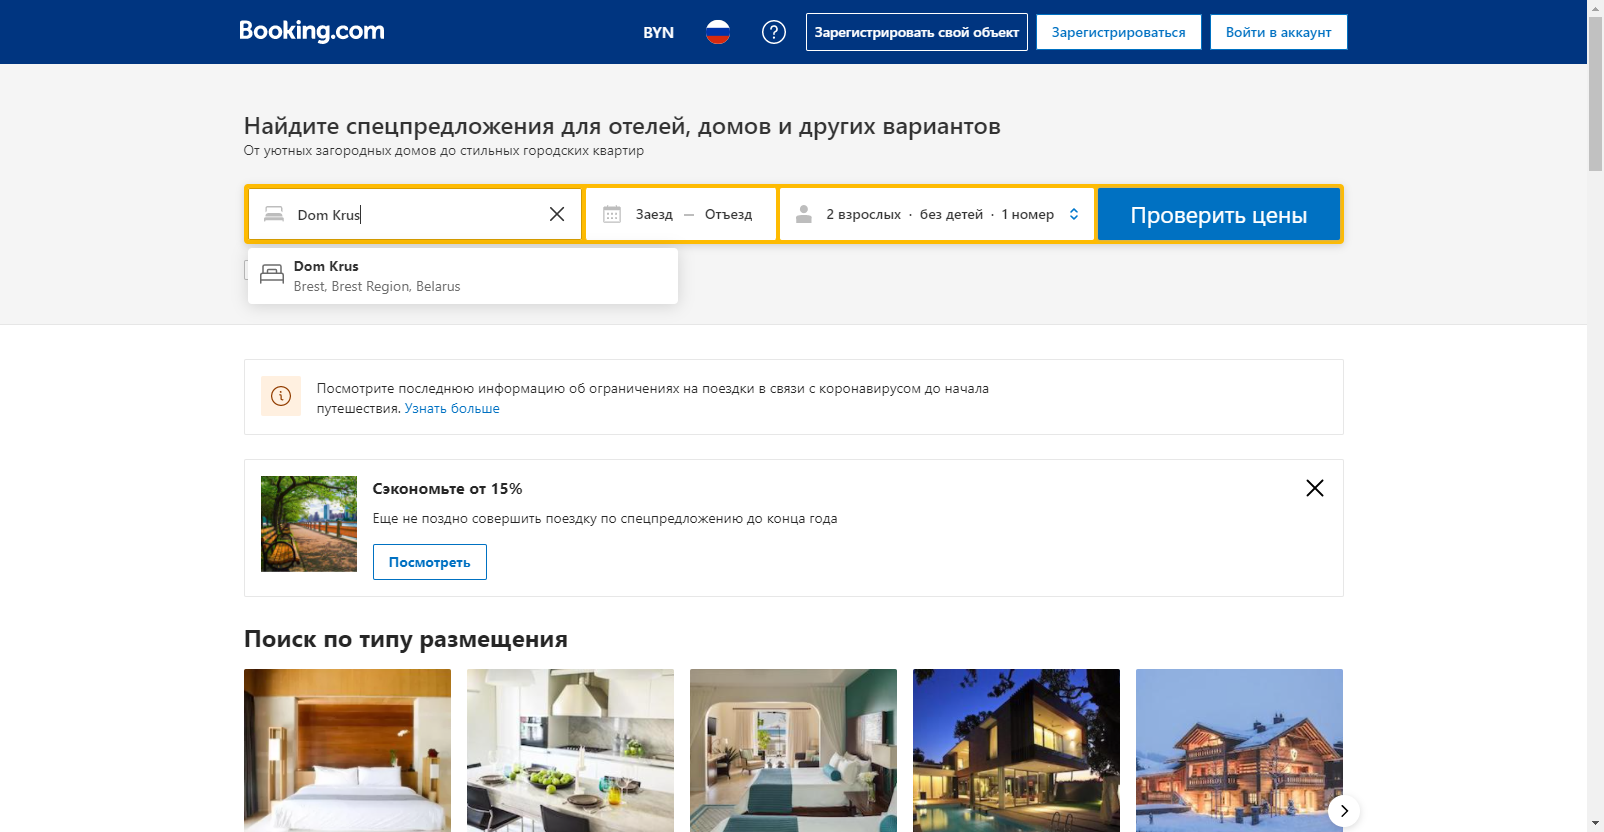 Booking.com
BYN
Зарегистрировать свой объект
Зарегистрироваться
Войти в аккаунт
Найдите спецпредложения для отелей, домов и других вариантов
От уютных загородных домов до стильных городских квартир
Dom Krus
Заезд — Отъезд
2 взрослых · без детей · 1 номер
Проверить цены
Dom Krus
Brest, Brest Region, Belarus
Посмотрите последнюю информацию об ограничениях на поездки в связи с коронавирусом до начала
путешествия. Узнать больше
Сэкономьте от 15%
Еще не поздно совершить поездку по спецпредложению до конца года
Посмотреть
Поиск по типу размещения